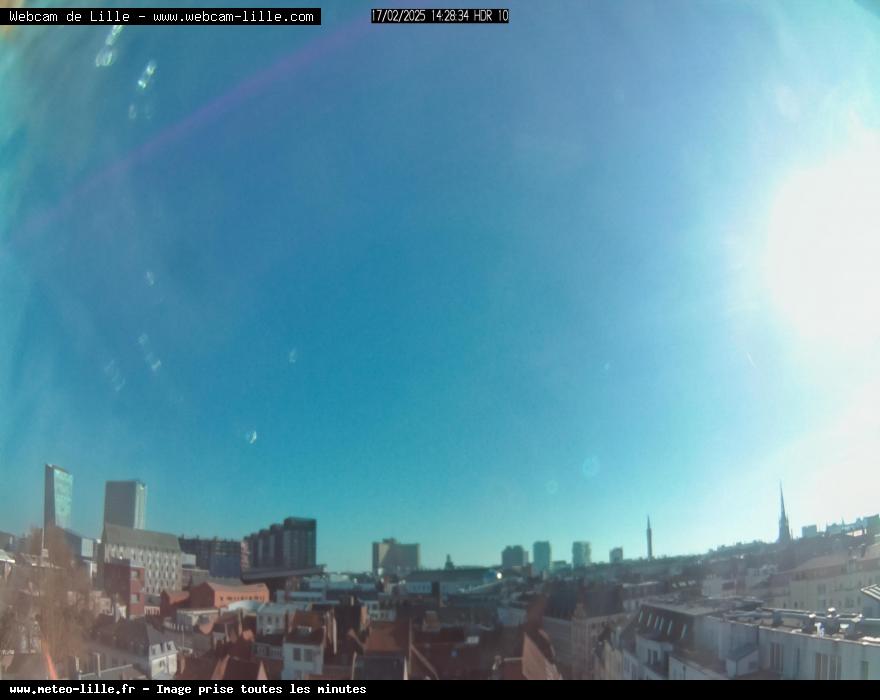 Webcam de Lille - www.webcam-lille.com
17/02/2025 14:28:34 HDR 10
www.meteo-lille.fr - Image prise toutes les minutes